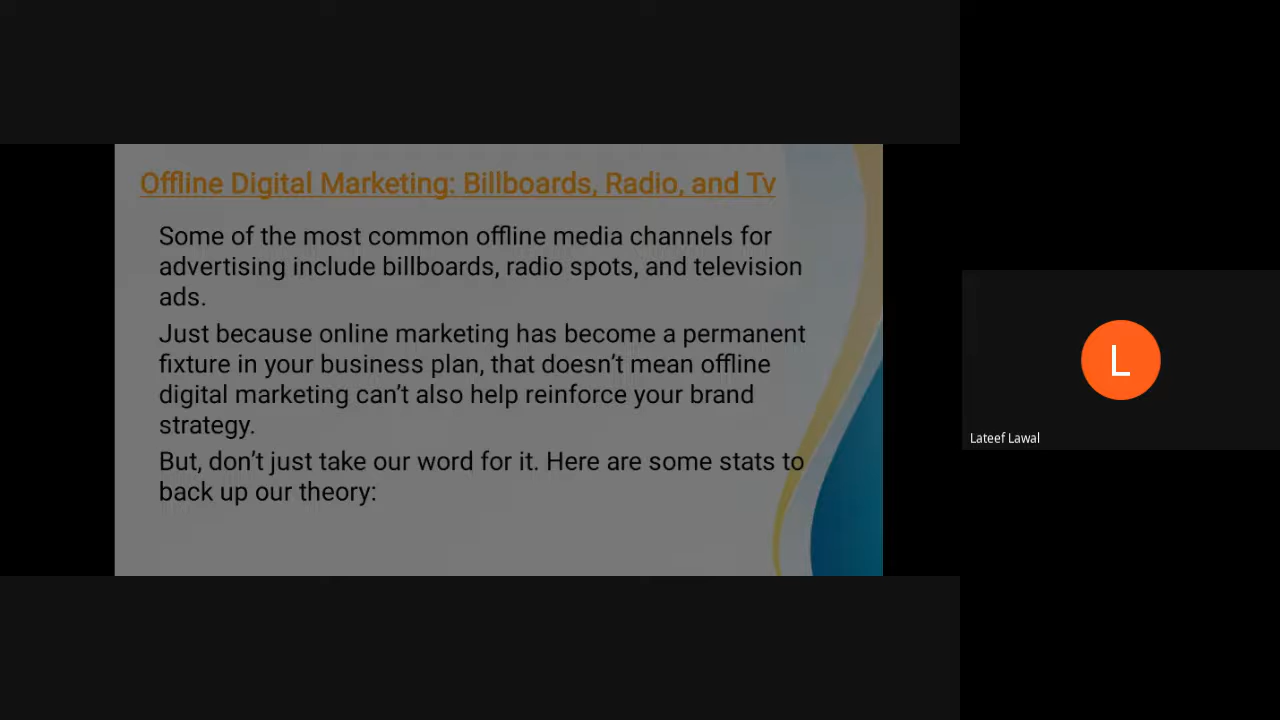 Offline Digital Marketing: Billboards, Radio, and Tv
Some of the most common offline media channels for
advertising include billboards, radio spots, and television
ads.
Just because online marketing has become a permanent
fixture in your business plan, that doesn’t mean offline
digital marketing can’t also help reinforce your brand
strategy.
But, don’t just take our word for it. Here are some stats to
back up our theory:
L
Lateef Lawal